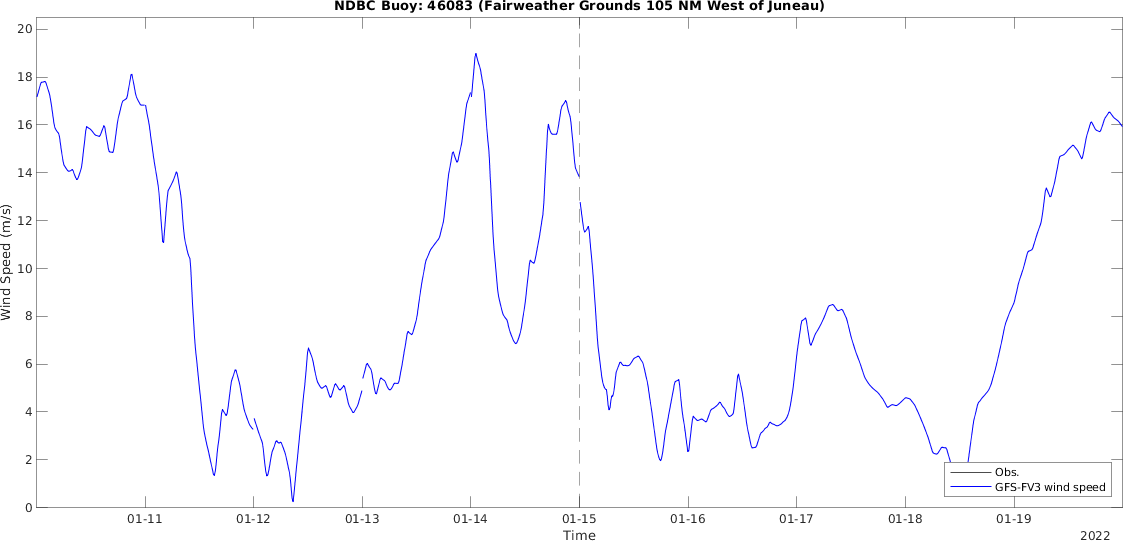 NDBC Buoy: 46083 (Fairweather Grounds 105 NM West of Juneau)
20
18
16
14
12
10
8
6
4
2
0
Wind Speed (m/s)
Obs.
GFS-FV3 wind speed
01-11 01-12 01-13 01-14 01-15 01-16 01-17 01-18 01-19
Time
2022